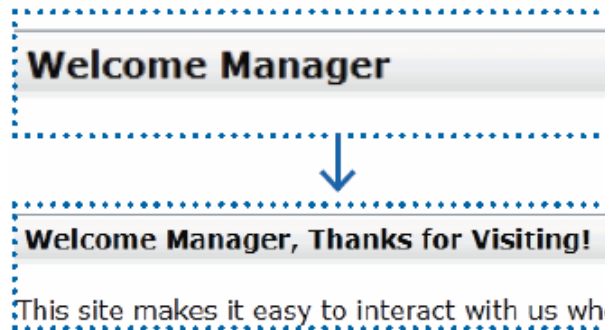 Welcome Manager
Welcome Manager, Thanks for Visiting!
This site makes it easy to interact with us